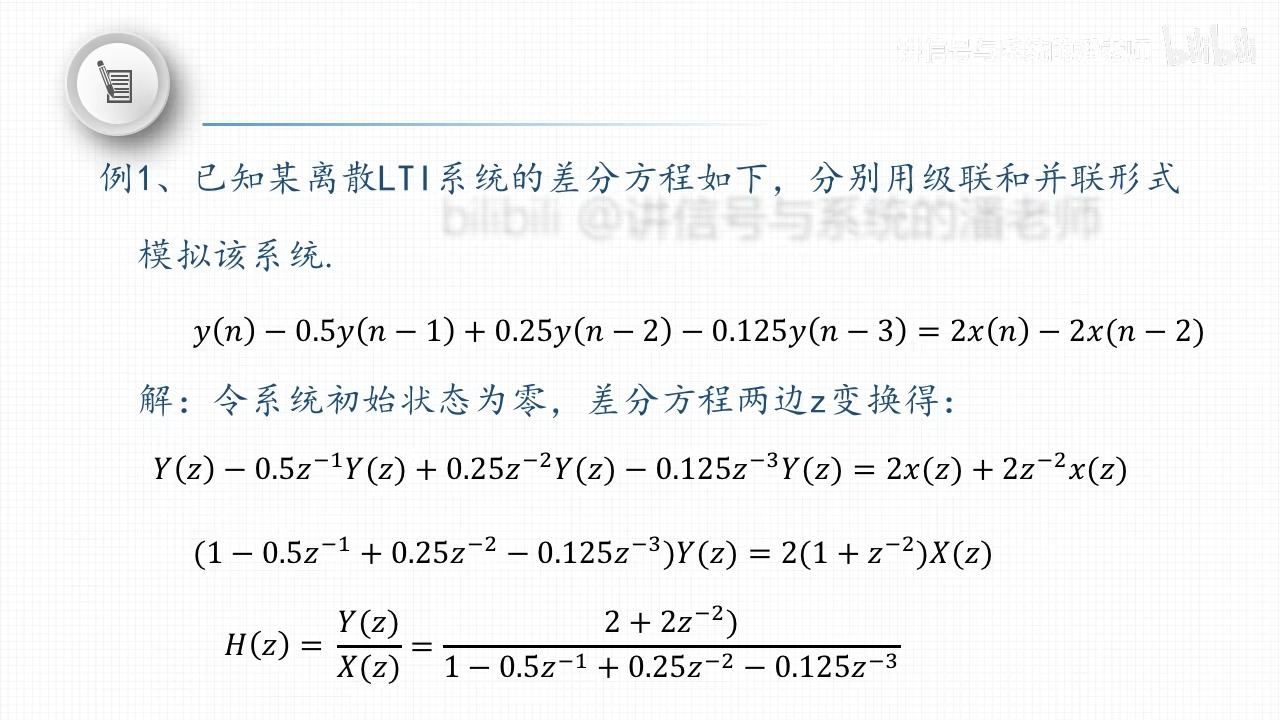 讲信号与系统的潘老师 bilibili
例1、已知某离散LTI系统的差分方程如下，分别用级联和并联形式
bilibili @讲信号与系统的潘老师
模拟该系统.
y(n) − 0.5y(n − 1) + 0.25y(n − 2) − 0.125y(n − 3) = 2x(n) − 2x(n − 2)
解：令系统初始状态为零，差分方程两边z变换得：
Y(z) − 0.5z⁻¹Y(z) + 0.25z⁻²Y(z) − 0.125z⁻³Y(z) = 2x(z) + 2z⁻²x(z)
(1 − 0.5z⁻¹ + 0.25z⁻² − 0.125z⁻³)Y(z) = 2(1 + z⁻²)X(z)
H(z) = Y(z)/X(z) = 2 + 2z⁻²)/1 − 0.5z⁻¹ + 0.25z⁻² − 0.125z⁻³